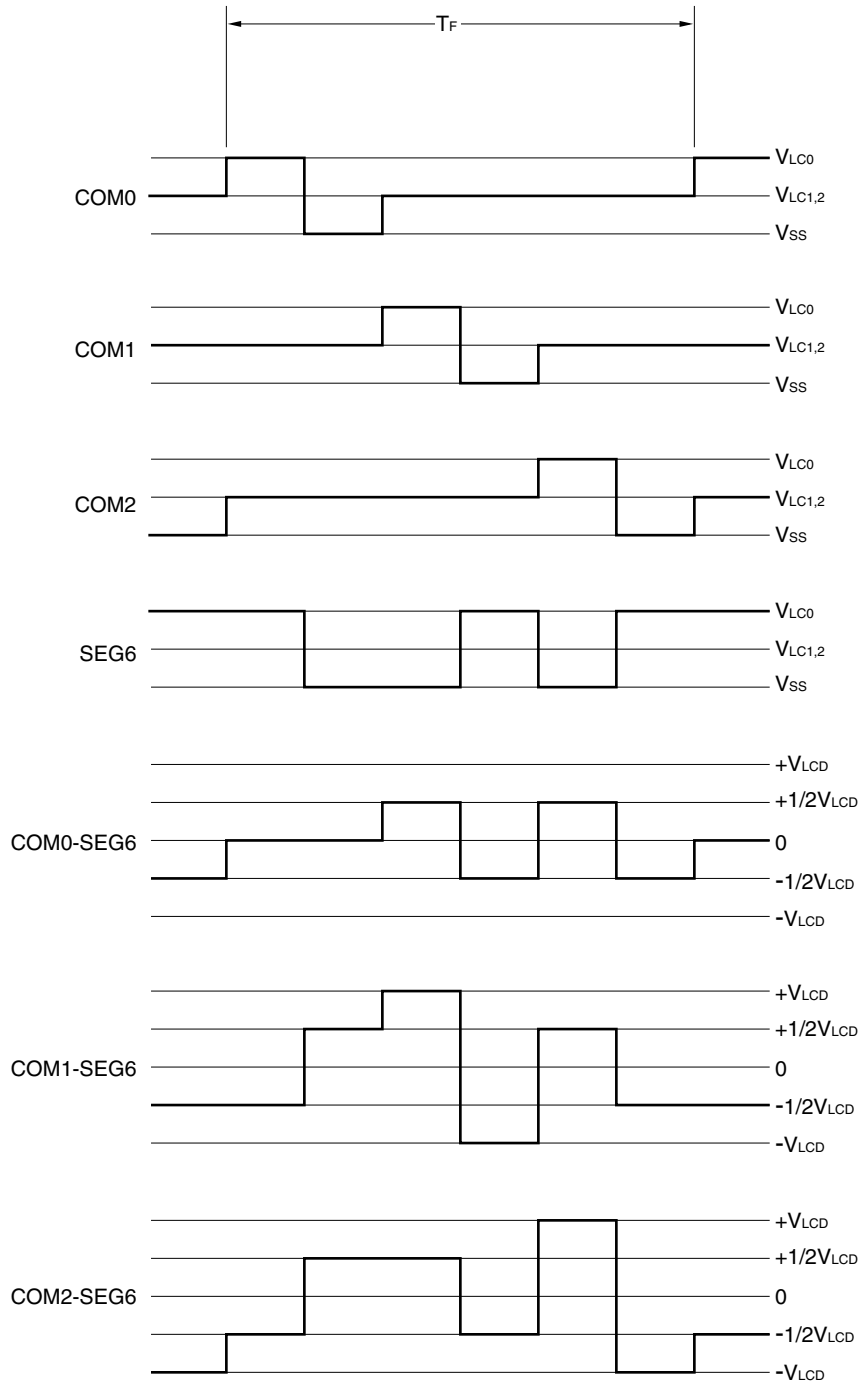 TF
VLC0
COM0
VLC1,2
VSS
VLC0
COM1
VLC1,2
VSS
VLC0
COM2
VLC1,2
VSS
VLC0
SEG6
VLC1,2
VSS
+VLCD
+1/2VLCD
COM0-SEG6
0
-1/2VLCD
-VLCD
+VLCD
+1/2VLCD
COM1-SEG6
0
-1/2VLCD
-VLCD
+VLCD
+1/2VLCD
COM2-SEG6
0
-1/2VLCD
-VLCD